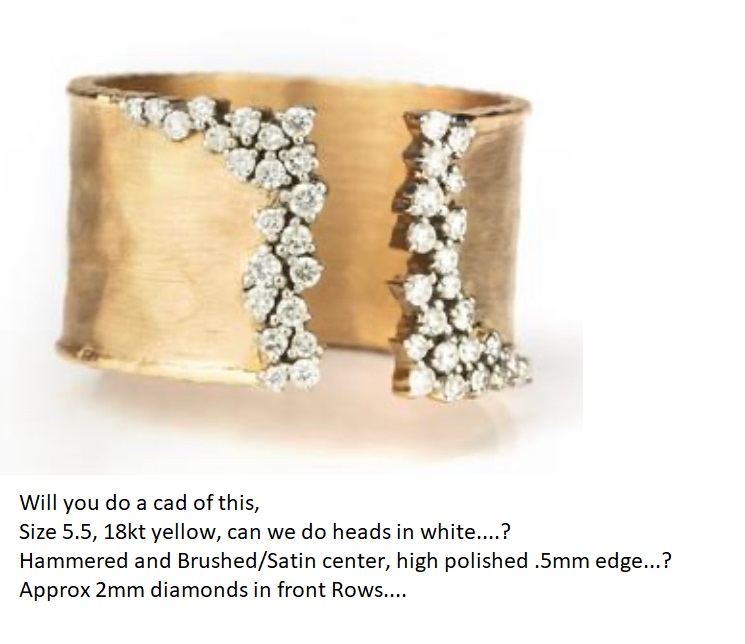 Will you do a cad of this,
Size 5.5, 18kt yellow, can we do heads in white....?
Hammered and Brushed/Satin center, high polished .5mm edge...?
Approx 2mm diamonds in front Rows....